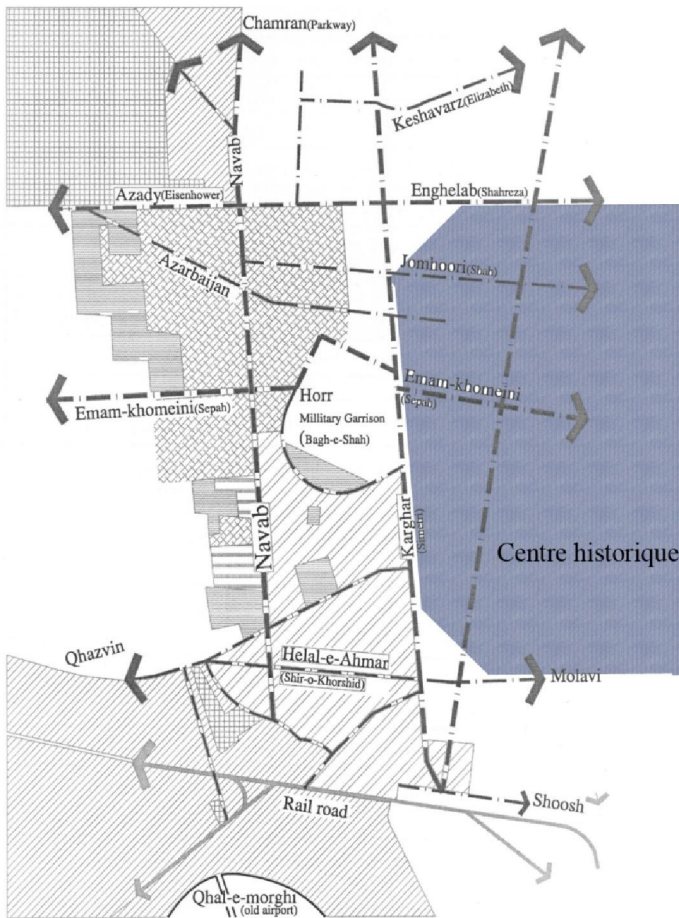 Chamran(Parkway)
Keshavarz(Elizabeth)
Navab
Azady(Eisenhower)
Enghelab(Shahreza)
Azarbaijan
Jomhoori(Shah)
Emam-khomeini
(Sepah)
Emam-khomeini(Sepah)
Horr
Millitary Garrison
(Bagh-e-Shah)
Navab
Karghar
(Simetri)
Centre historique
Qhazvin
Helal-e-Ahmar
(Shir-o-Khorshid)
Molavi
Rail road
Shoosh
Qhal-e-morghi
(old airport)